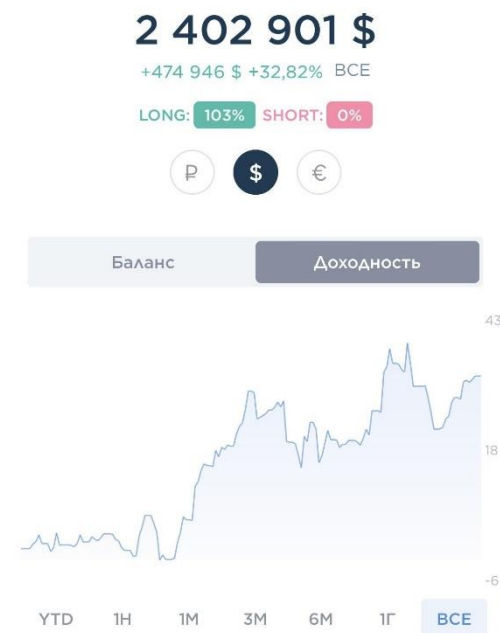 2 402 901 $
+474 946 $ +32,82% ВСЕ
LONG: 103% SHORT: 0%
₽ $ €
Баланс Доходность
43
18
-6
YTD 1Н 1М 3М 6М 1Г ВСЕ